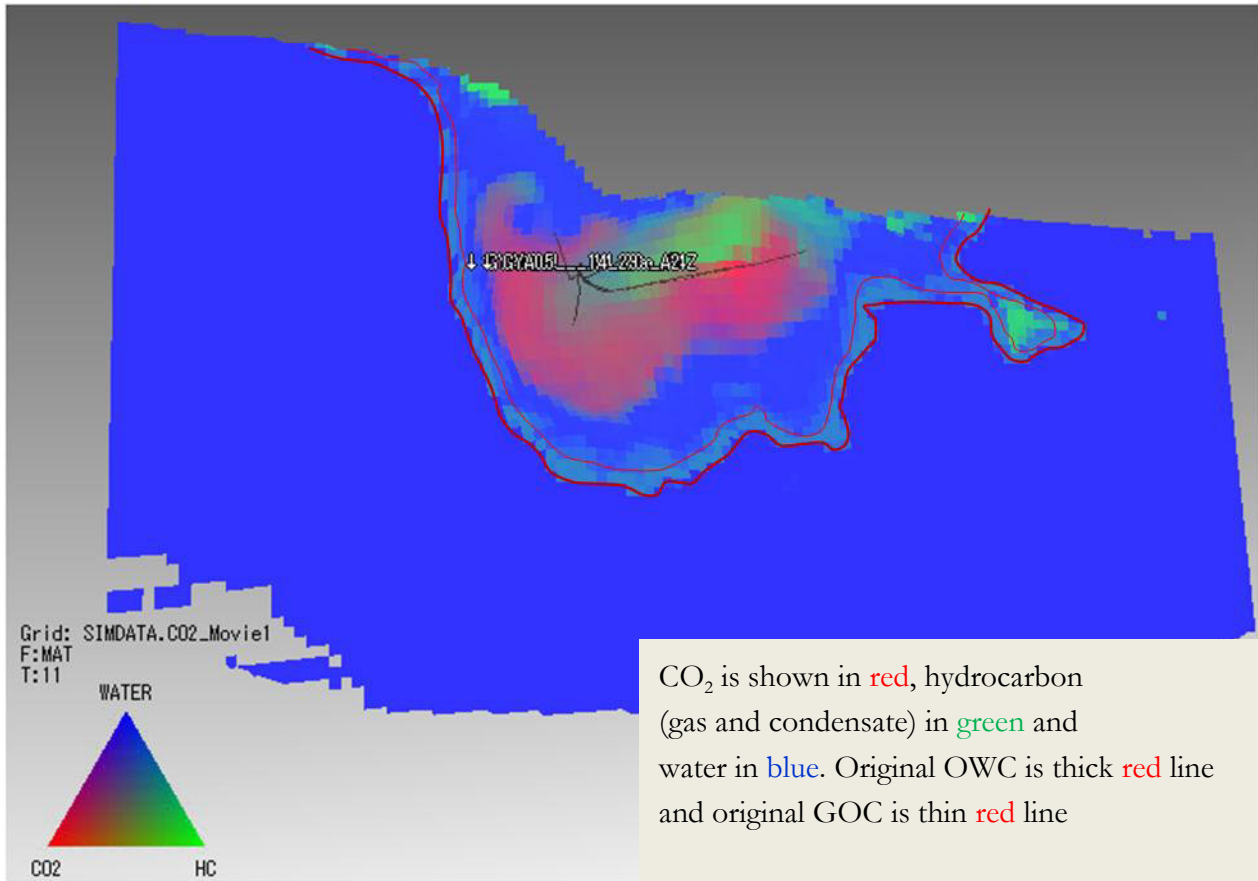 Grid: SIMDATA.CO2_Movie1
F:MAT
T:11
WATER
CO2
HC
CO₂ is shown in red, hydrocarbon
(gas and condensate) in green and
water in blue. Original OWC is thick red line
and original GOC is thin red line